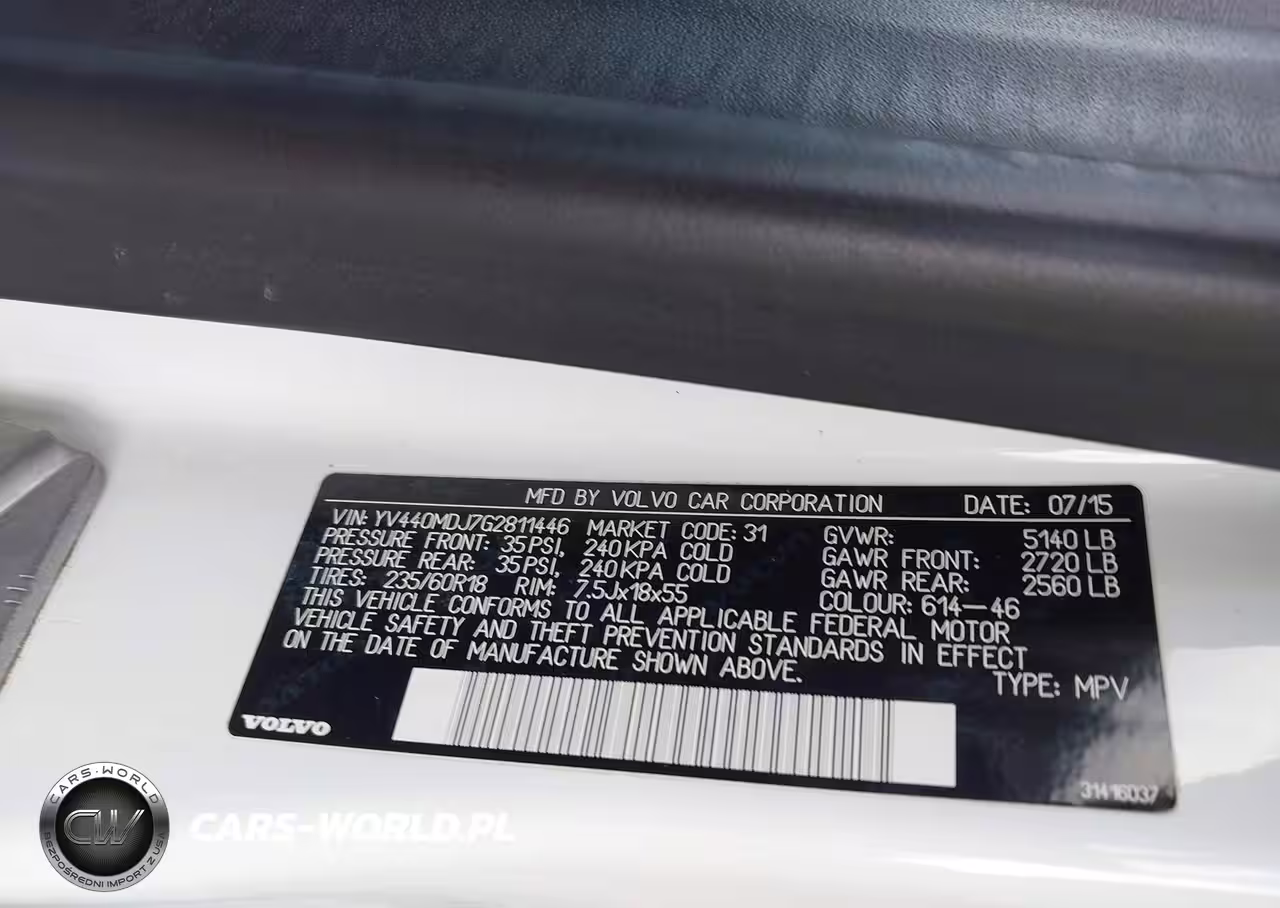 MFD BY VOLVO CAR CORPORATION DATE: 07/15
VIN: YV440MDJ7G2811446 MARKET CODE: 31 GVWR: 5140 LB
PRESSURE FRONT: 35PSI, 240KPA COLD GAWR FRONT: 2720 LB
PRESSURE REAR: 35PSI, 240KPA COLD GAWR REAR: 2560 LB
TIRES: 235/60R18 RIM: 7.5Jx18x55 COLOUR: 614-46
THIS VEHICLE CONFORMS TO ALL APPLICABLE FEDERAL MOTOR
VEHICLE SAFETY AND THEFT PREVENTION STANDARDS IN EFFECT
ON THE DATE OF MANUFACTURE SHOWN ABOVE.
TYPE: MPV
VOLVO
31416037
CARS-WORLD
CW
BEZPOŚREDNI IMPORT Z USA
CARS-WORLD.PL